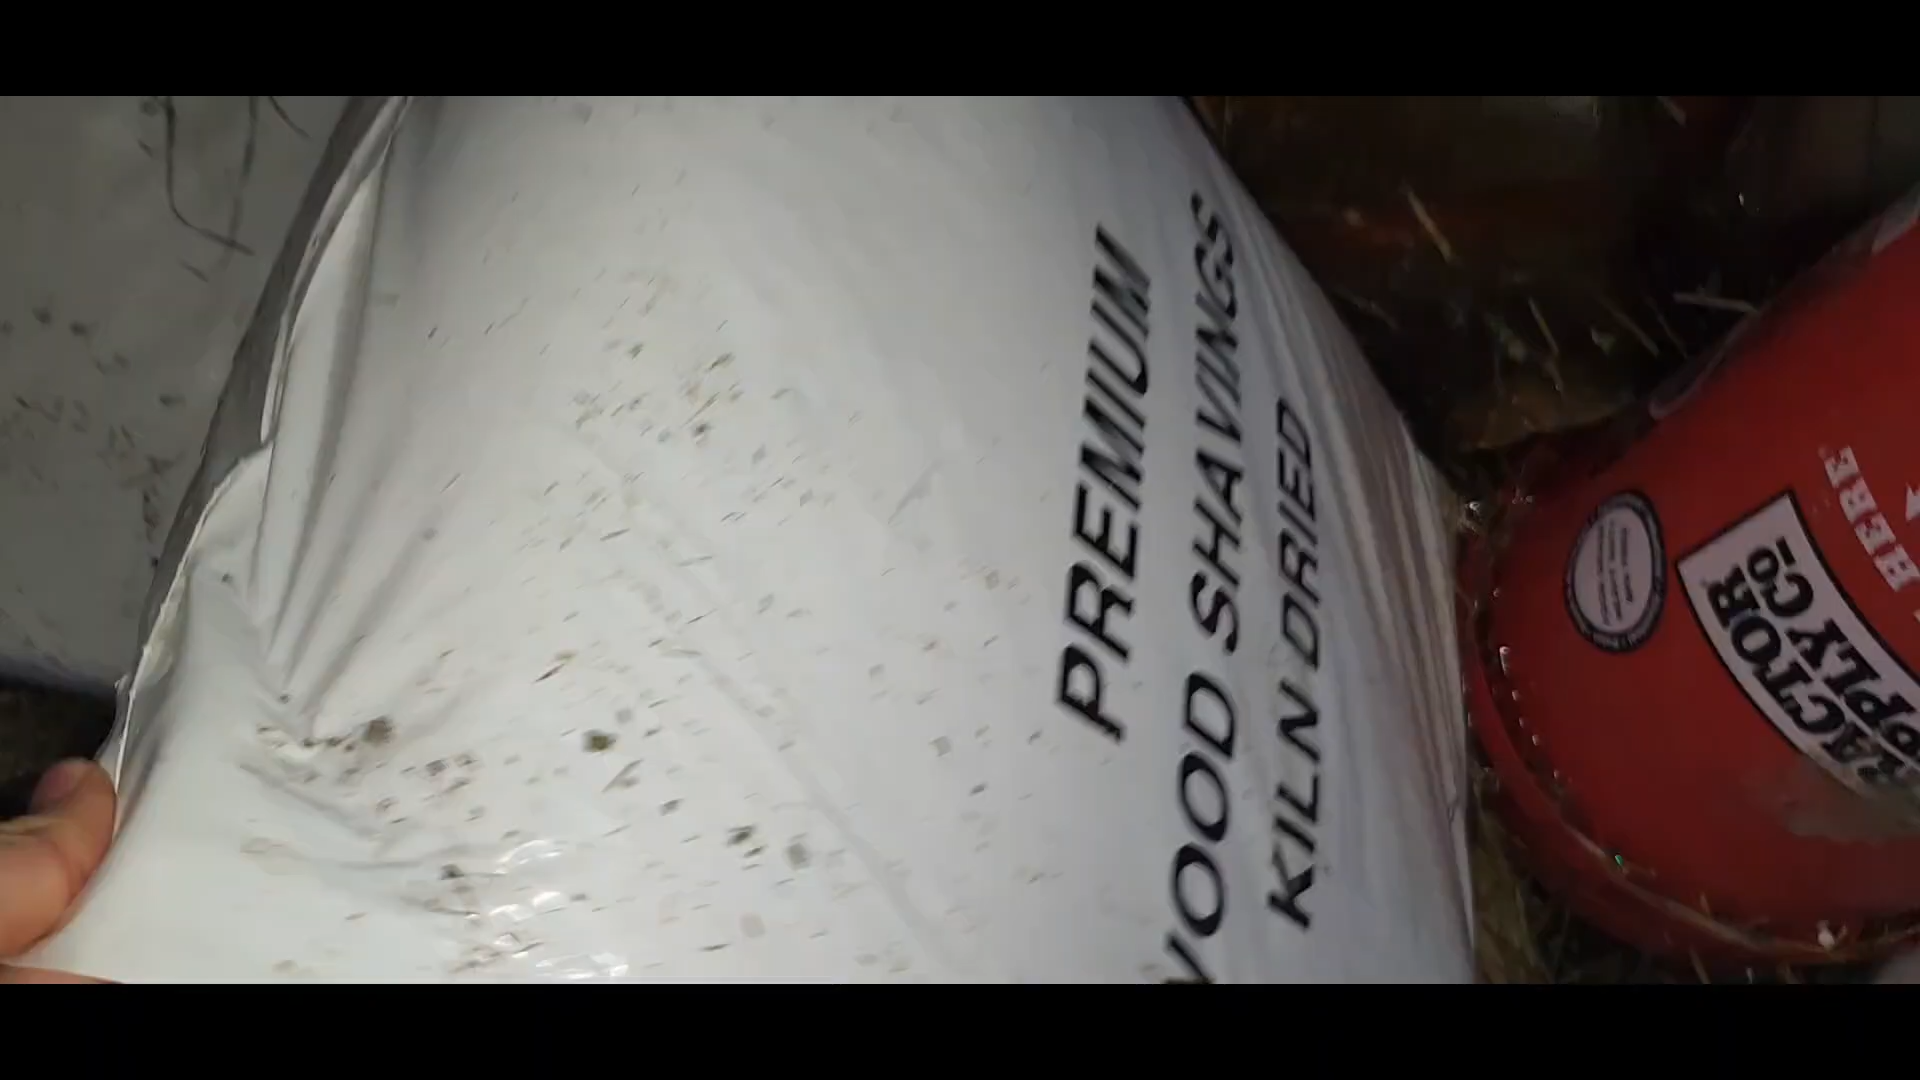 PREMIUM
WOOD SHAVINGS
KILN DRIED
TRACTOR
SUPPLY CO
HERE